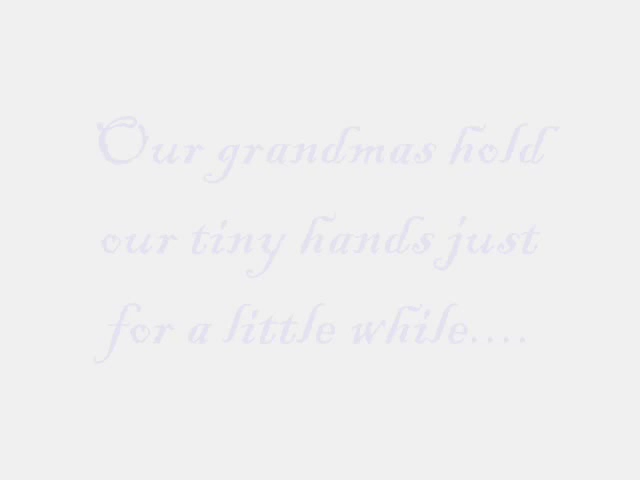 Our grandmas hold
our tiny hands just
for a little while....